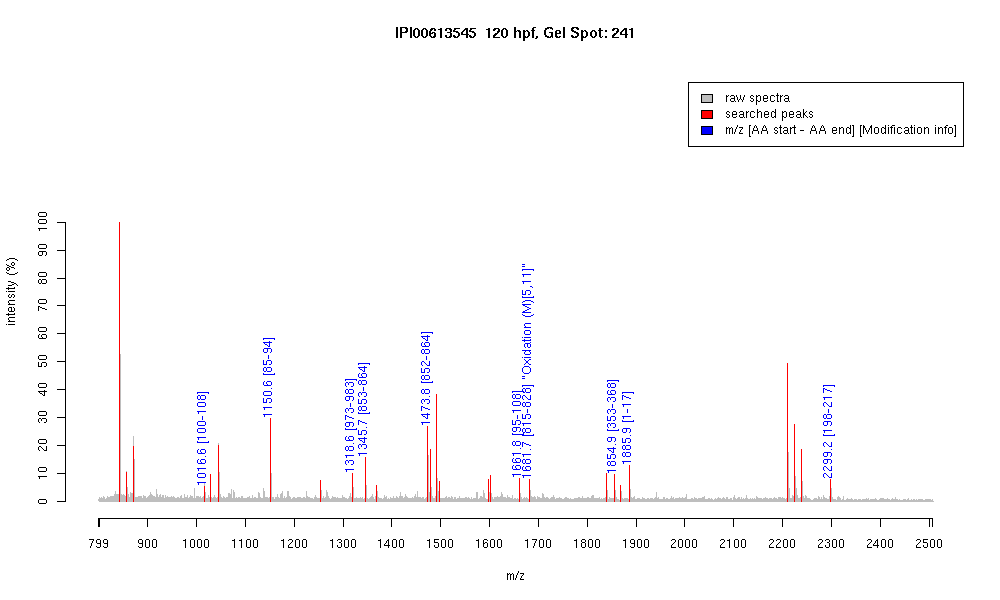 IPI00613545 120 hpf, Gel Spot: 241
raw spectra
searched peaks
m/z [AA start - AA end] [Modification info]
intensity (%)
100
90
80
70
60
50
40
30
20
10
0
1016.6 [100-108]
1150.6 [85-94]
1318.6 [973-983]
1345.7 [853-864]
1473.8 [852-864]
1661.8 [95-108]
1681.7 [815-828] "Oxidation (M)[5,11]"
1854.9 [353-368]
1885.9 [1-17]
2299.2 [198-217]
799 900 1000 1100 1200 1300 1400 1500 1600 1700 1800 1900 2000 2100 2200 2300 2400 2500
m/z